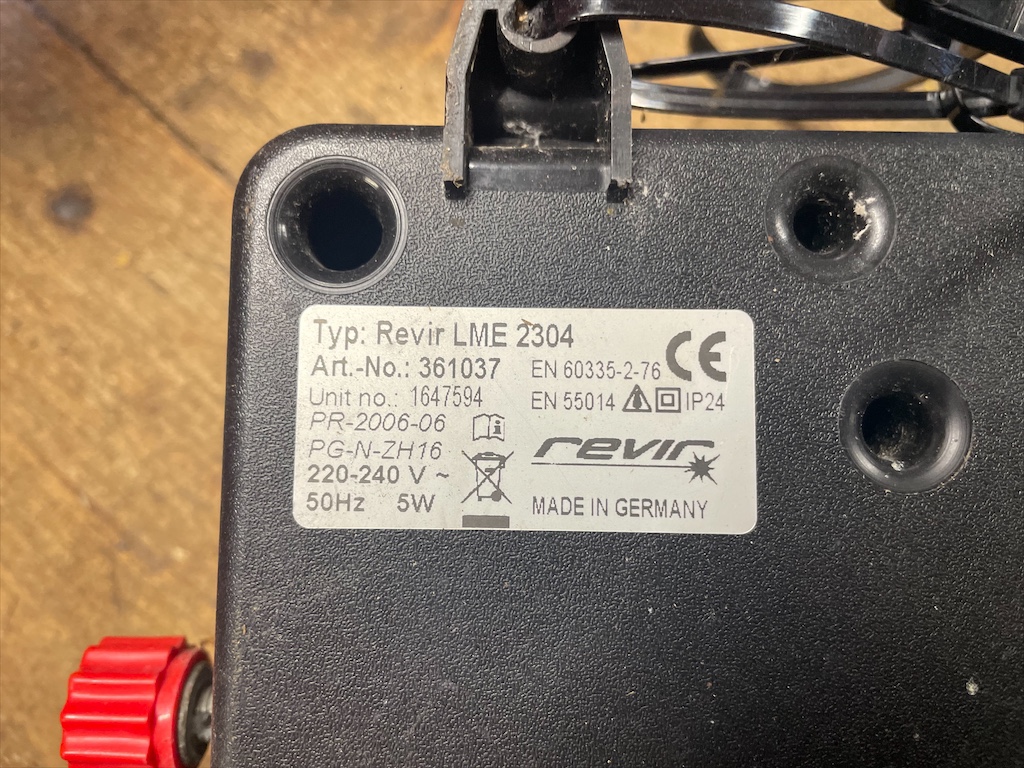 Typ: Revir LME 2304
Art.-No.: 361037
EN 60335-2-76
CE
Unit no.: 1647594
EN 55014
IP24
PR-2006-06
PG-N-ZH16
revir
220-240 V ~
50Hz 5W
MADE IN GERMANY